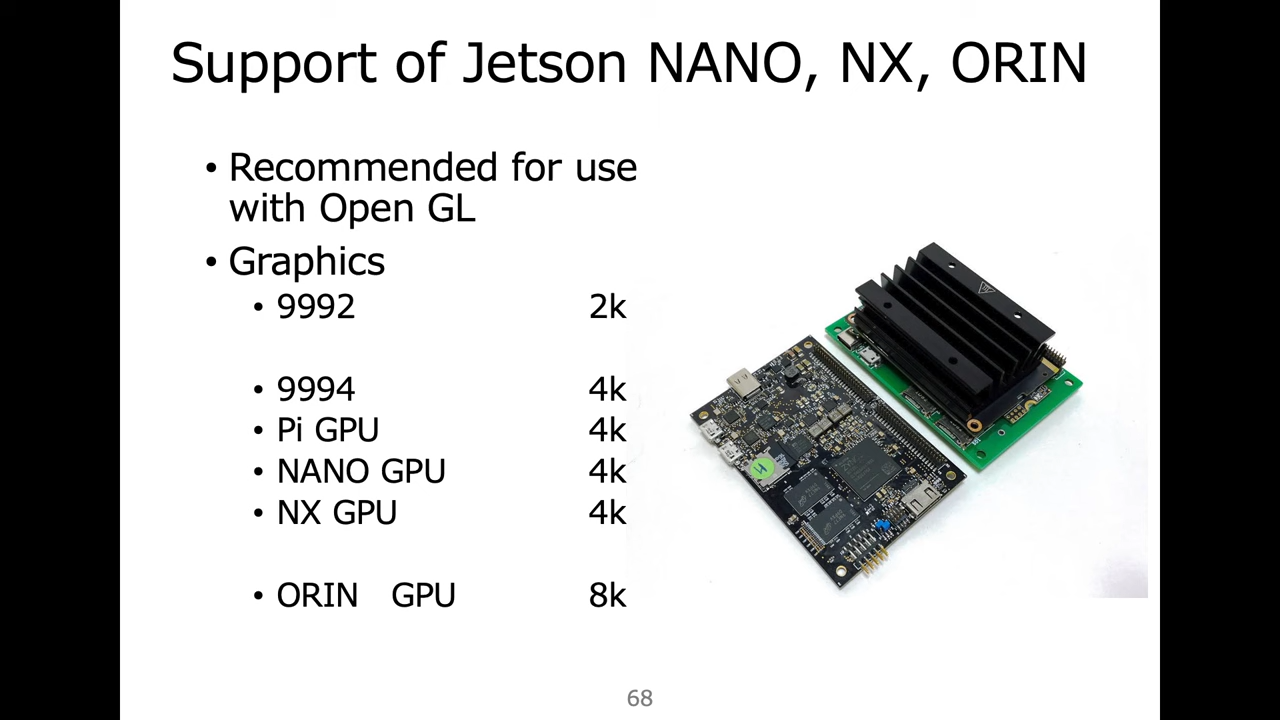 Support of Jetson NANO, NX, ORIN
• Recommended for use
with Open GL
• Graphics
• 9992 2k
• 9994 4k
• Pi GPU 4k
• NANO GPU 4k
• NX GPU 4k
• ORIN GPU 8k
68